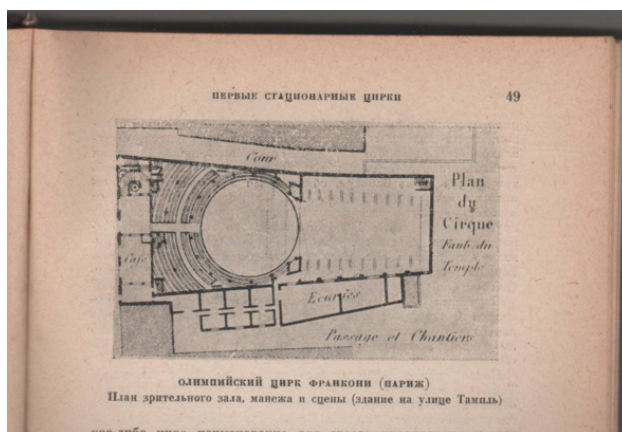 ПЕРВЫЕ СТАЦИОНАРНЫЕ ЦИРКИ 49
Cour
Plan
du
Cirque
Faub. du
Temple
Café
Ecuries
Passage et Chantiers
ОЛИМПИЙСКИЙ ЦИРК ФРАНКОНИ (ПАРИЖ)
План зрительного зала, манежа и сцены (здание на улице Тампль)